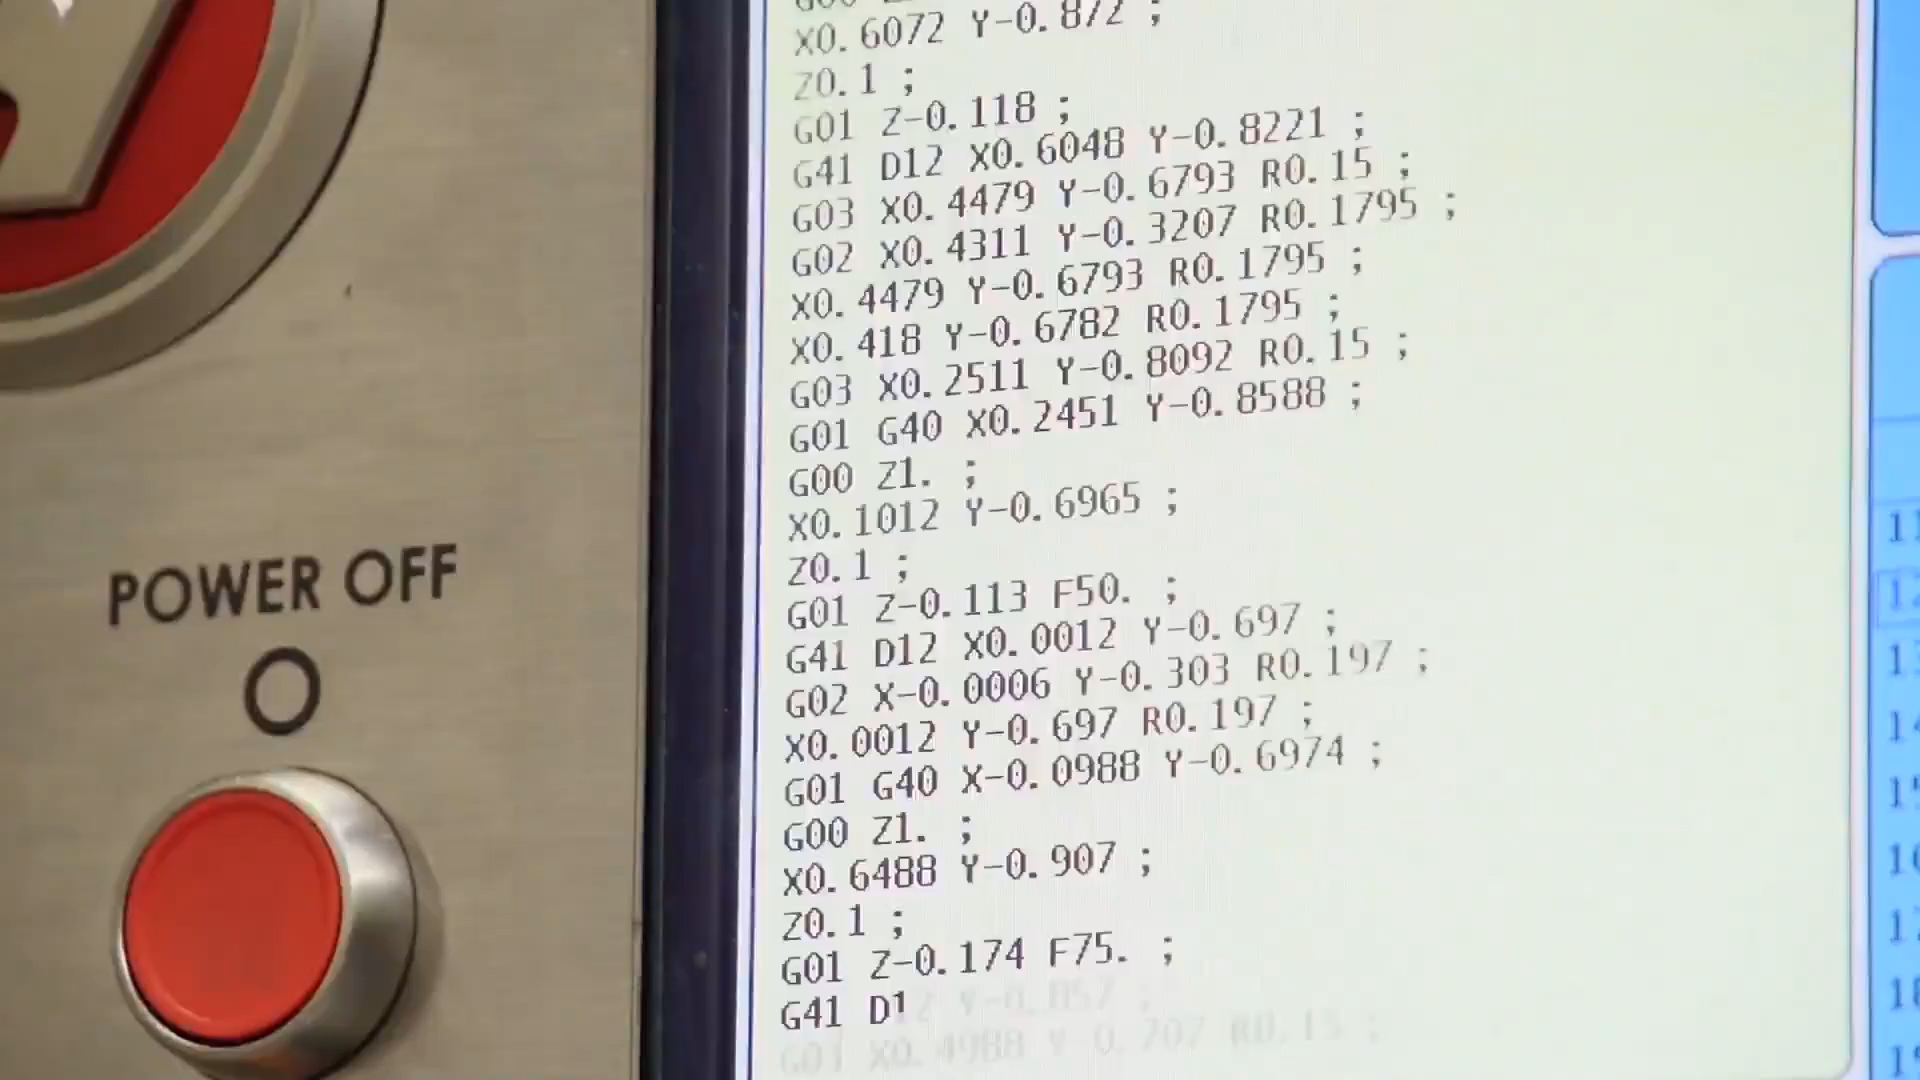 X0.6072 Y-0.872 ;
Z0.1 ;
G01 Z-0.118 ;
G41 D12 X0.6048 Y-0.8221 ;
G03 X0.4479 Y-0.6793 R0.15 ;
G02 X0.4311 Y-0.3207 R0.1795 ;
X0.4479 Y-0.6793 R0.1795 ;
X0.418 Y-0.6782 R0.1795 ;
G03 X0.2511 Y-0.8092 R0.15 ;
G01 G40 X0.2451 Y-0.8588 ;
G00 Z1. ;
X0.1012 Y-0.6965 ;
Z0.1 ;
G01 Z-0.113 F50. ;
G41 D12 X0.0012 Y-0.697 ;
G02 X-0.0006 Y-0.303 R0.197 ;
X0.0012 Y-0.697 R0.197 ;
G01 G40 X-0.0988 Y-0.6974 ;
G00 Z1. ;
X0.6488 Y-0.907 ;
Z0.1 ;
G01 Z-0.174 F75. ;
G41
POWER OFF